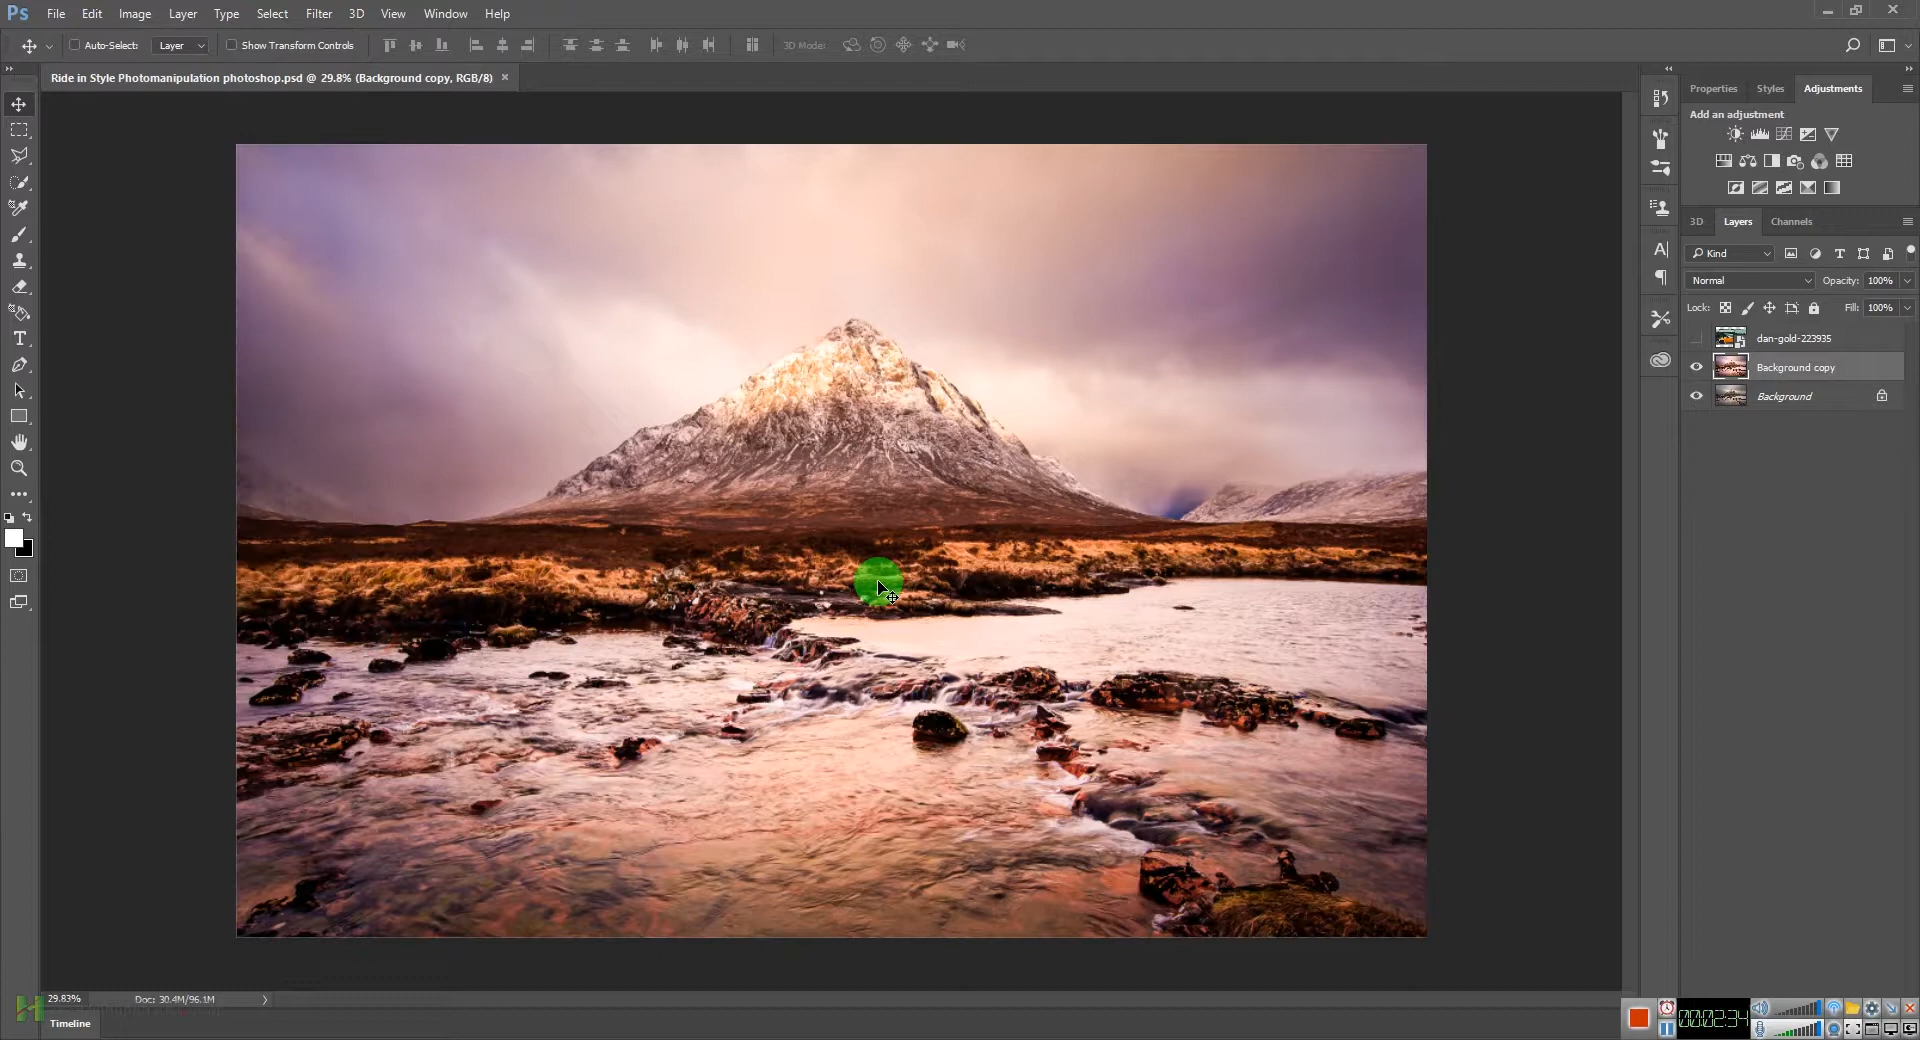 Ps File Edit Image Layer Type Select Filter 3D View Window Help
Auto-Select: Layer Show Transform Controls 3D Mode:
Ride in Style Photomanipulation photoshop.psd @ 29.8% (Background copy, RGB/8) ×
Properties Styles Adjustments
Add an adjustment
3D Layers Channels
Kind
Normal Opacity: 100%
Lock: Fill: 100%
dan-gold-223935
Background copy
Background
29.83% Doc: 30.4M/96.1M
Timeline
00:02:34